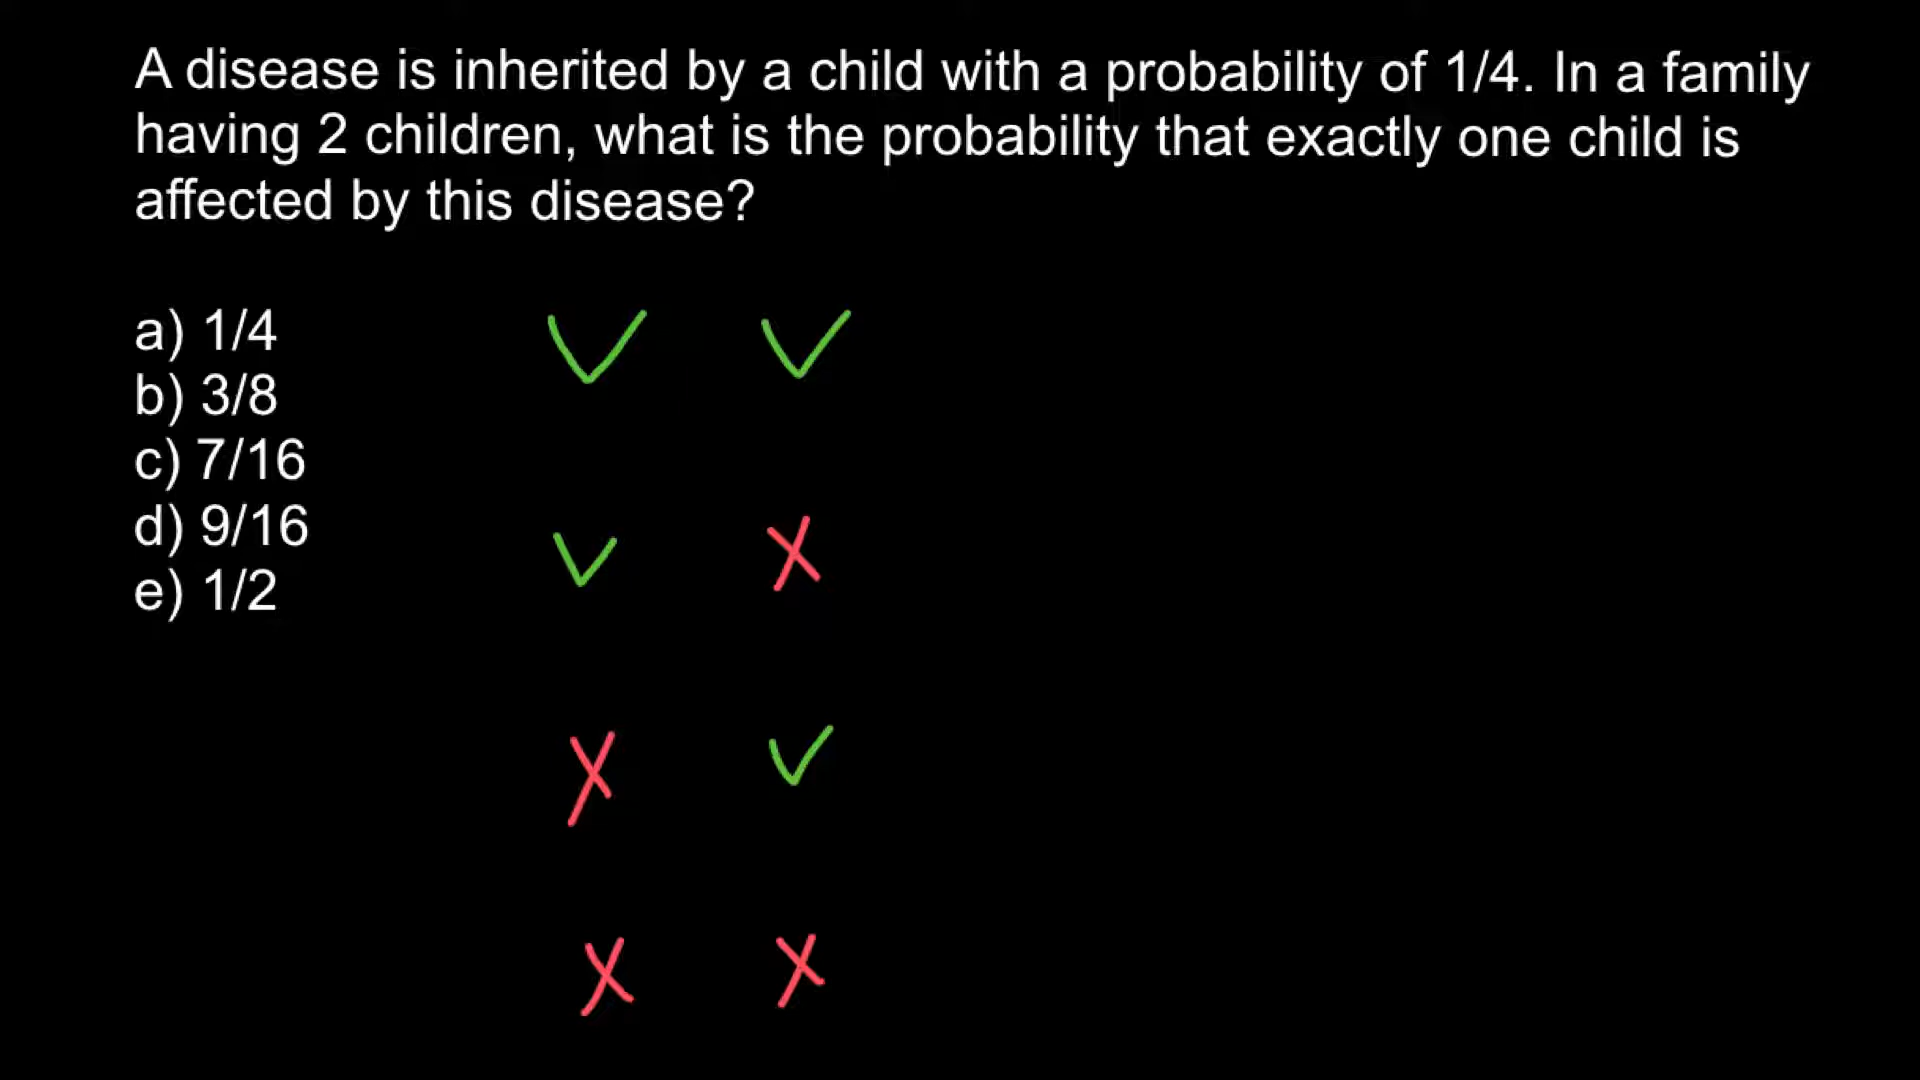 A disease is inherited by a child with a probability of 1/4. In a family
having 2 children, what is the probability that exactly one child is
affected by this disease?
a) 1/4
b) 3/8
c) 7/16
d) 9/16
e) 1/2